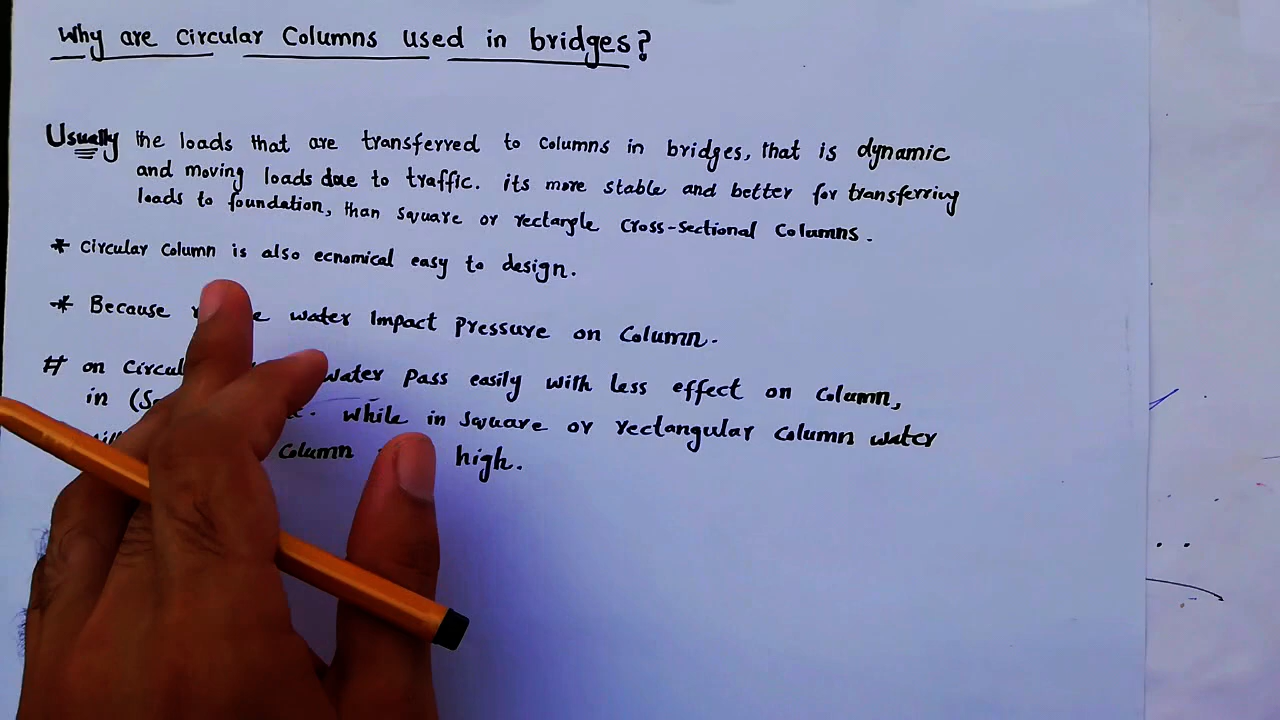 Why are Circular Columns used in bridges?
Usually the loads that are transferred to columns in bridges, that is dynamic
and moving loads due to traffic. its more stable and better for transferring
loads to foundation, than square or rectangle cross-sectional columns.
* Circular column is also ecnomical easy to design.
* Because water Impact pressure on column.
# on water pass easily with less effect on column,
in while in square or rectangular column water
column high.